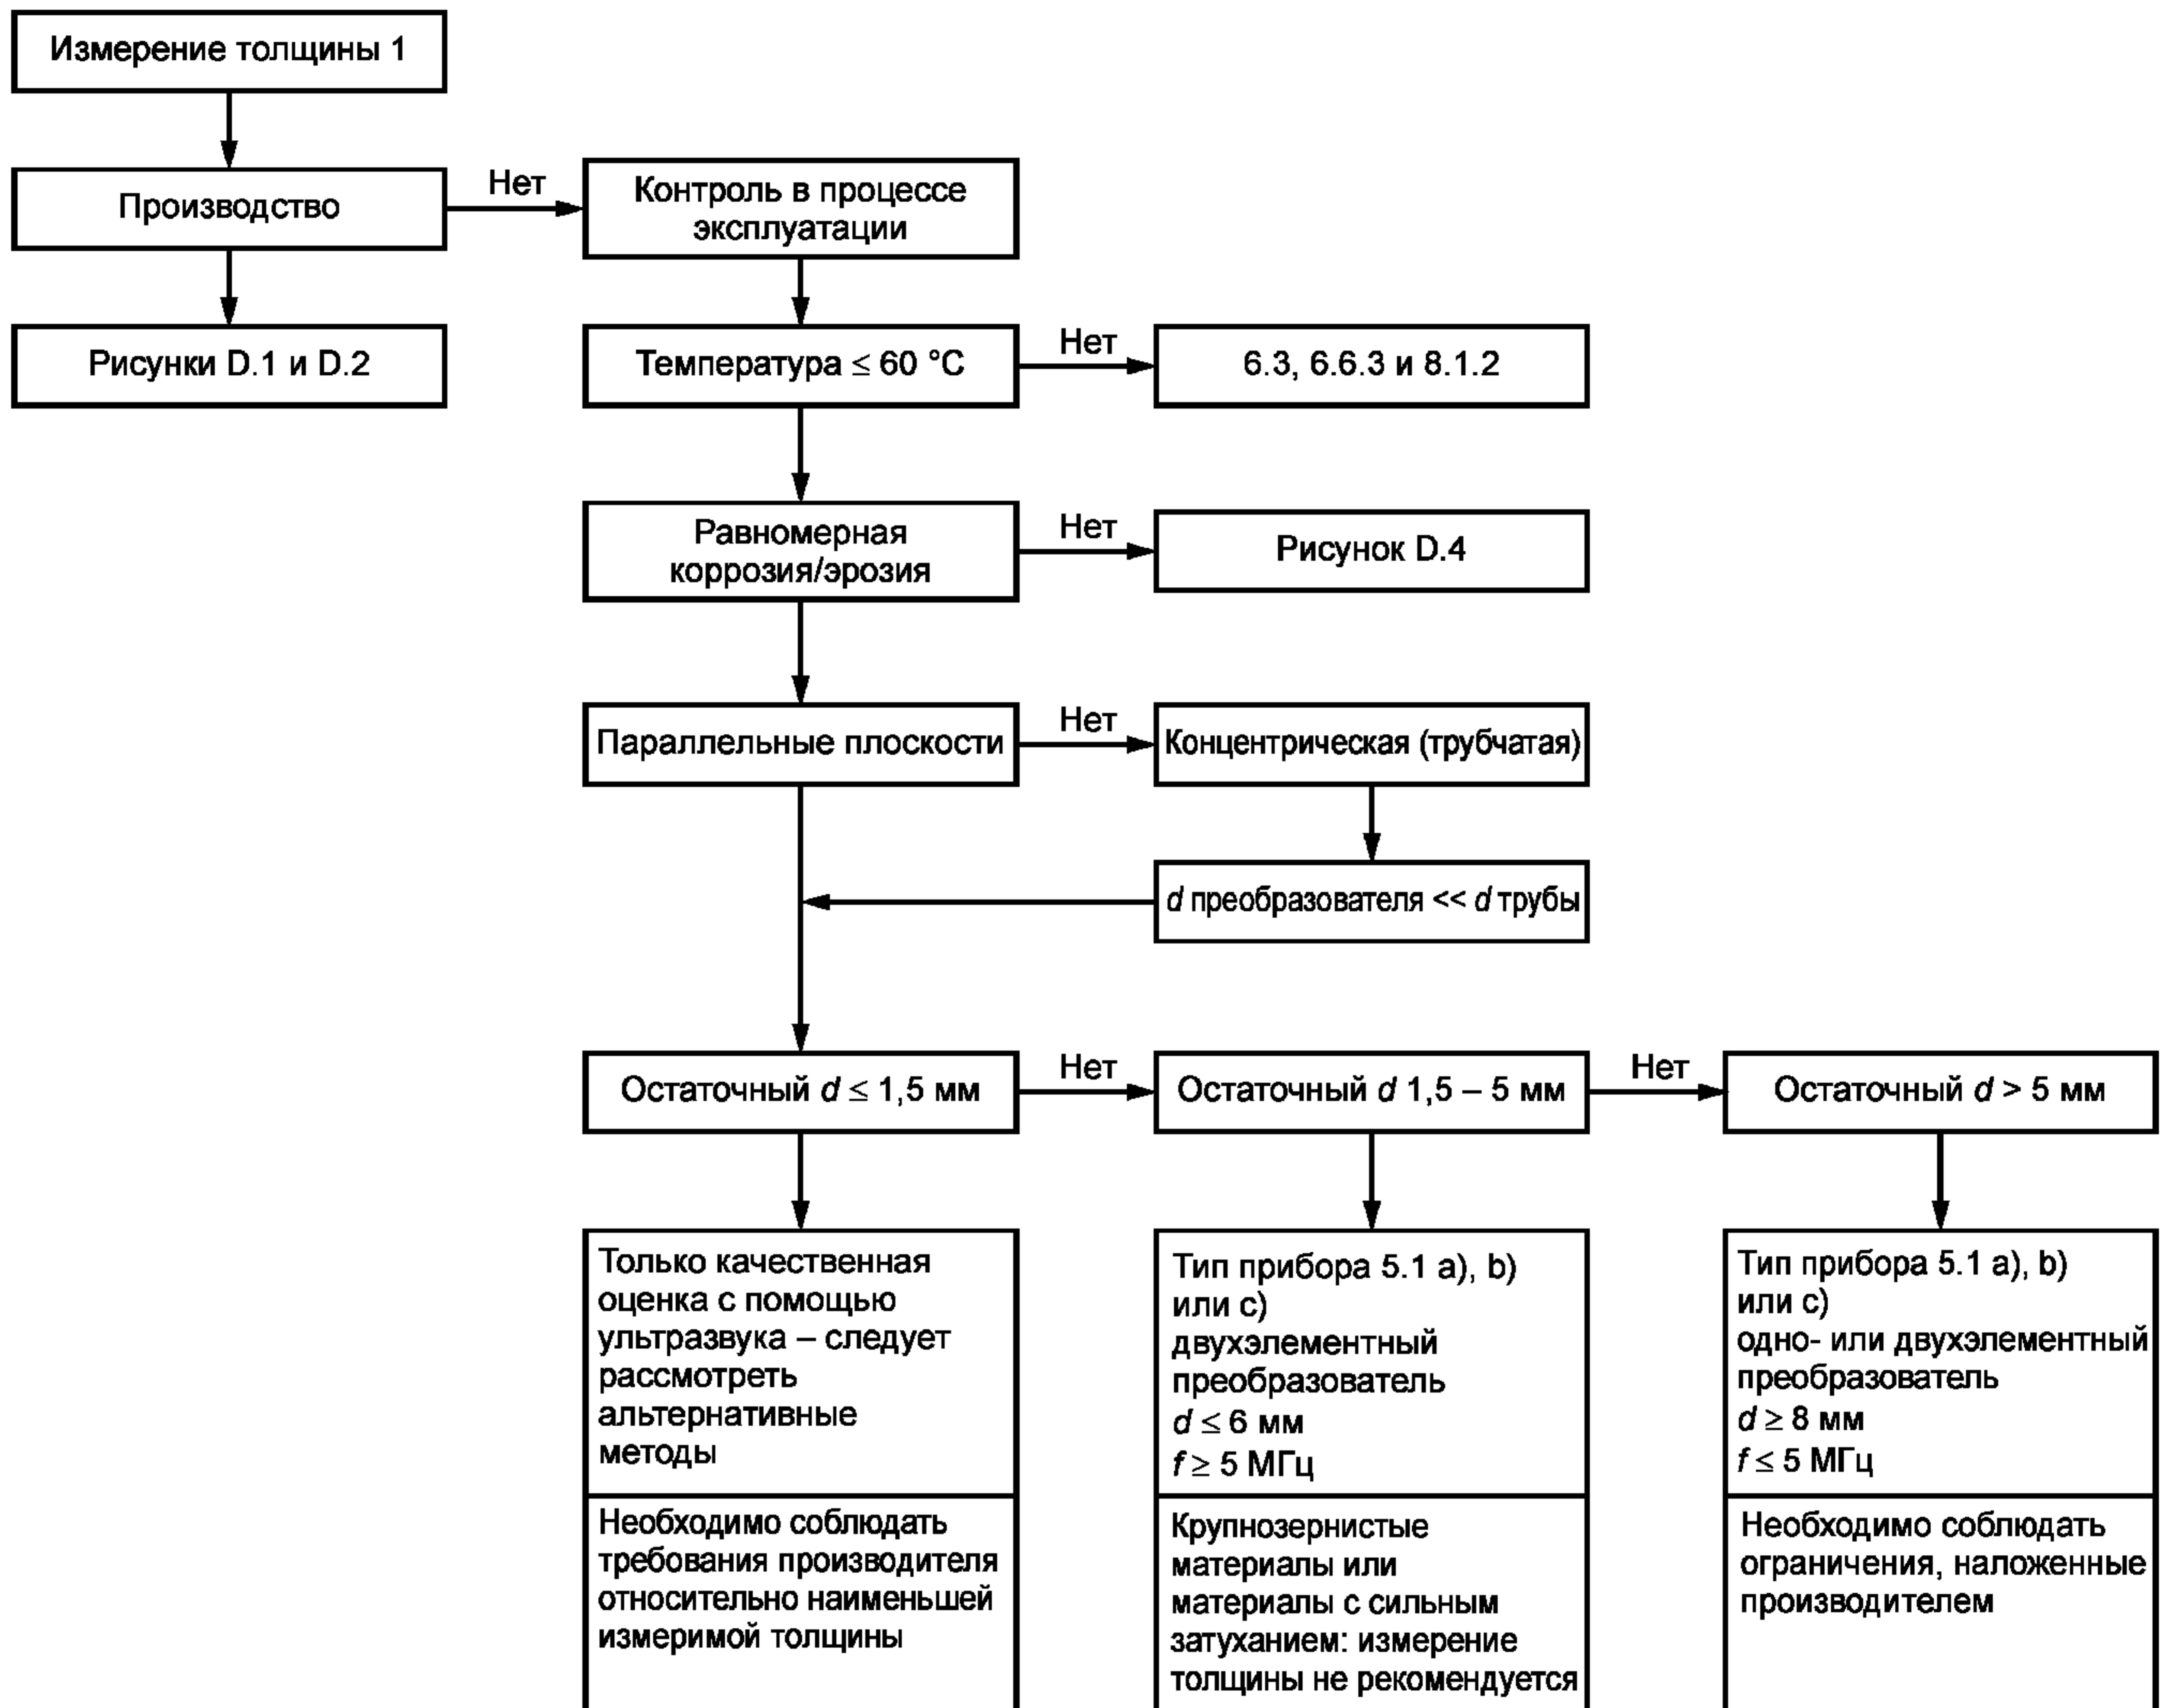 Измерение толщины 1
Производство
Нет
Контроль в процессе
эксплуатации
Рисунки D.1 и D.2
Температура ≤ 60 °С
Нет
6.3, 6.6.3 и 8.1.2
Равномерная
коррозия/эрозия
Нет
Рисунок D.4
Параллельные плоскости
Нет
Концентрическая (трубчатая)
d преобразователя << d трубы
Остаточный d ≤ 1,5 мм
Нет
Остаточный d 1,5 – 5 мм
Нет
Остаточный d > 5 мм
Только качественная
оценка с помощью
ультразвука – следует
рассмотреть
альтернативные
методы
Необходимо соблюдать
требования производителя
относительно наименьшей
измеримой толщины
Тип прибора 5.1 a), b)
или c)
двухэлементный
преобразователь
d ≤ 6 мм
f ≥ 5 МГц
Крупнозернистые
материалы или
материалы с сильным
затуханием: измерение
толщины не рекомендуется
Тип прибора 5.1 a), b)
или c)
одно- или двухэлементный
преобразователь
d ≥ 8 мм
f ≤ 5 МГц
Необходимо соблюдать
ограничения, наложенные
производителем